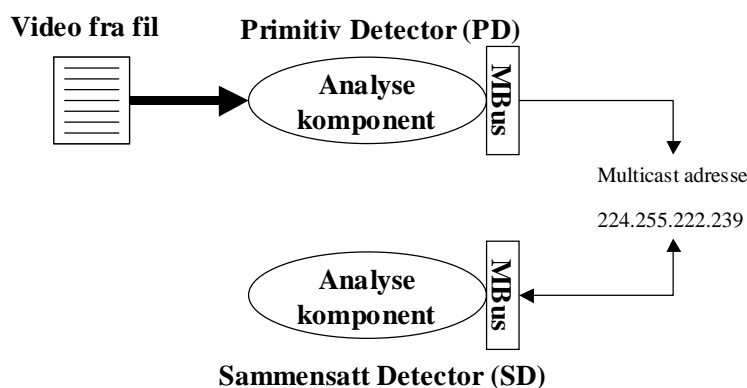 Video fra fil
Primitiv Detector (PD)
Analyse
komponent
MBus
Multicast adresse
224.255.222.239
Analyse
komponent
MBus
Sammensatt Detector (SD)